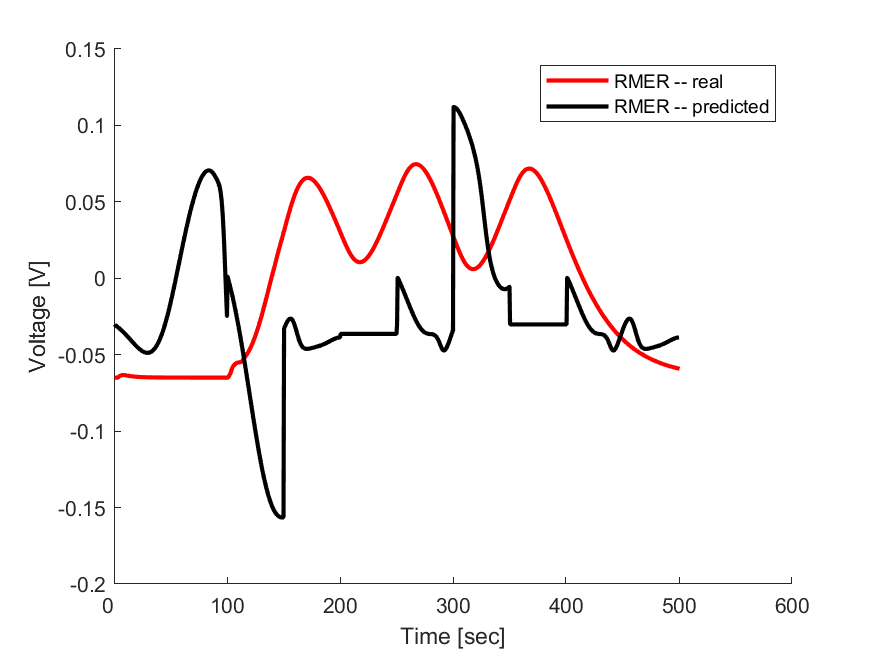 0.15
0.1
0.05
0
-0.05
-0.1
-0.15
-0.2
0 100 200 300 400 500 600
Time [sec]
Voltage [V]
RMER -- real
RMER -- predicted